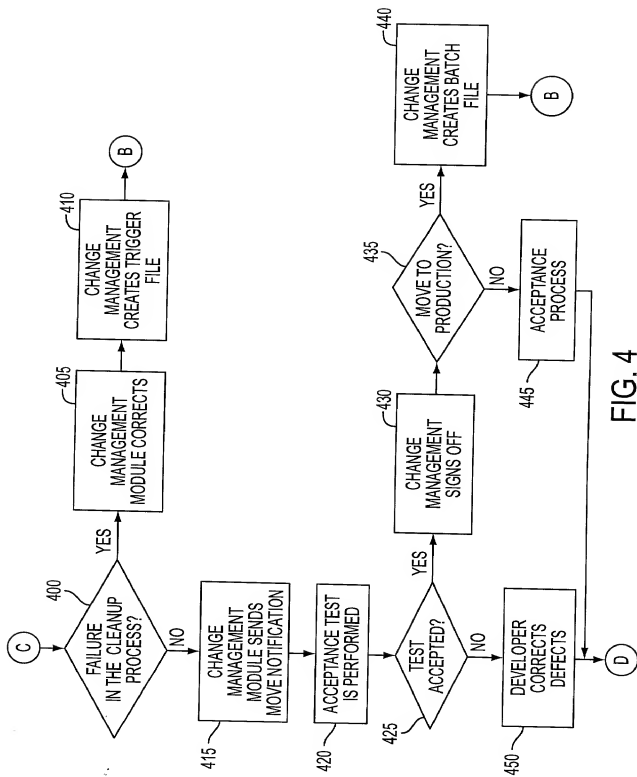 C
400
FAILURE
IN THE CLEANUP
PROCESS?
YES
405
CHANGE
MANAGEMENT
MODULE CORRECTS
410
CHANGE
MANAGEMENT
CREATES TRIGGER
FILE
B
NO
415
CHANGE
MANAGEMENT
MODULE SENDS
MOVE NOTIFICATION
420
ACCEPTANCE TEST
IS PERFORMED
425
TEST
ACCEPTED?
YES
430
CHANGE
MANAGEMENT
SIGNS OFF
435
MOVE TO
PRODUCTION?
YES
440
CHANGE
MANAGEMENT
CREATES BATCH
FILE
B
NO
445
ACCEPTANCE
PROCESS
NO
450
DEVELOPER
CORRECTS
DEFECTS
D
FIG. 4